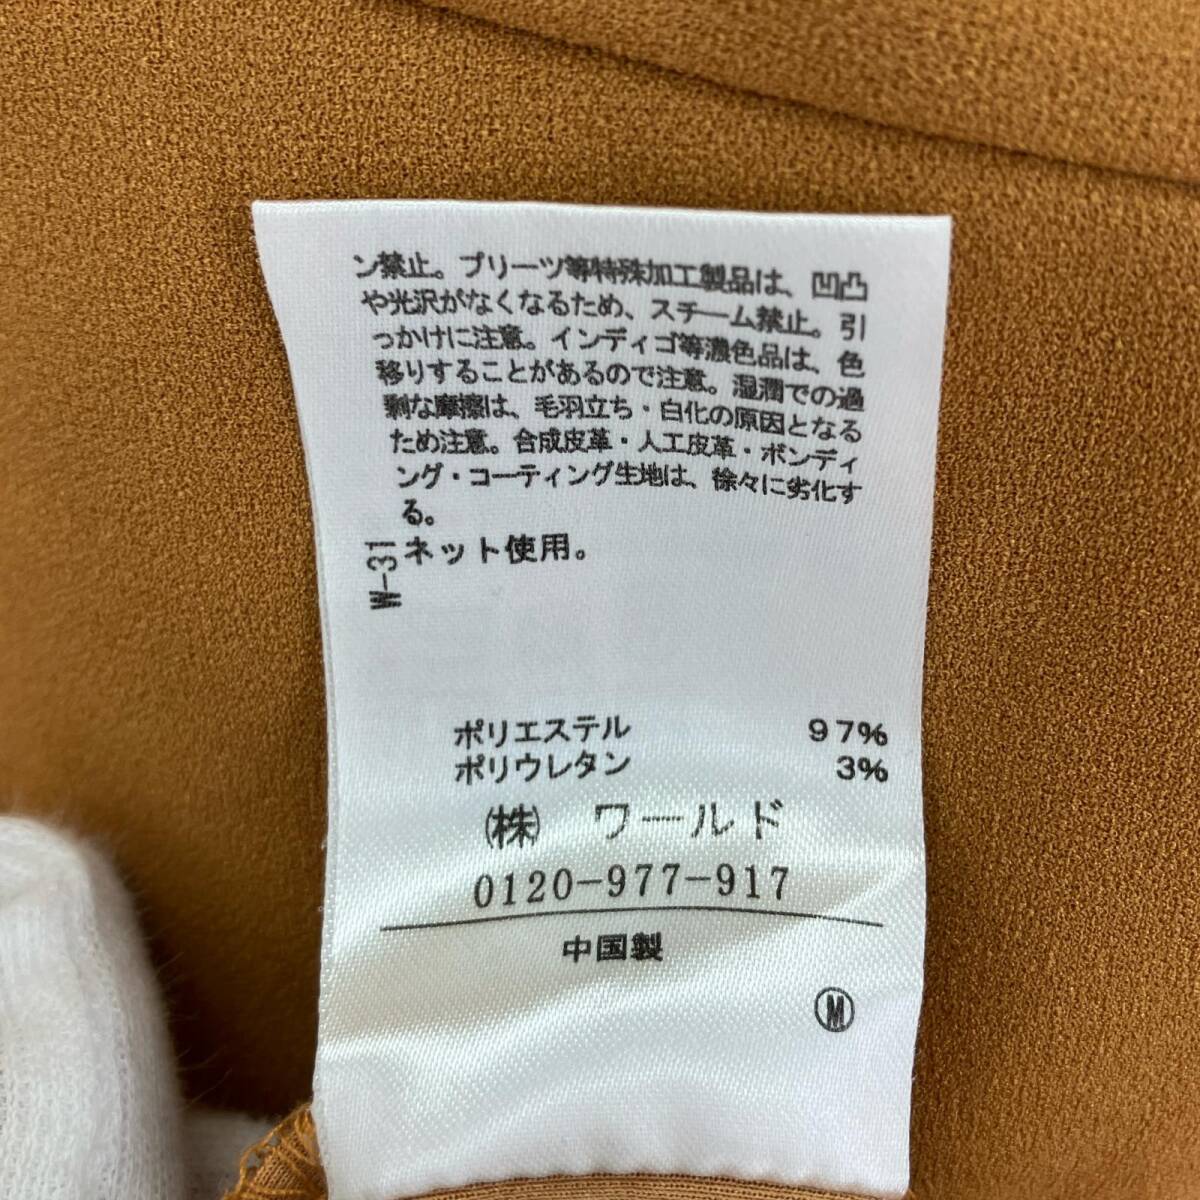 ン禁止。プリーツ等特殊加工製品は、凹凸
や光沢がなくなるため、スチーム禁止。引
っかけに注意。インディゴ等濃色品は、色
移りすることがあるので注意。湿潤での過
剰な摩擦は、毛羽立ち・白化の原因となる
ため注意。合成皮革・人工皮革・ボンディ
ング・コーティング生地は、徐々に劣化す
る。
ネット使用。
W-31
ポリエステル 97%
ポリウレタン 3%
㈱ ワールド
0120-977-917
中国製
Ⓜ